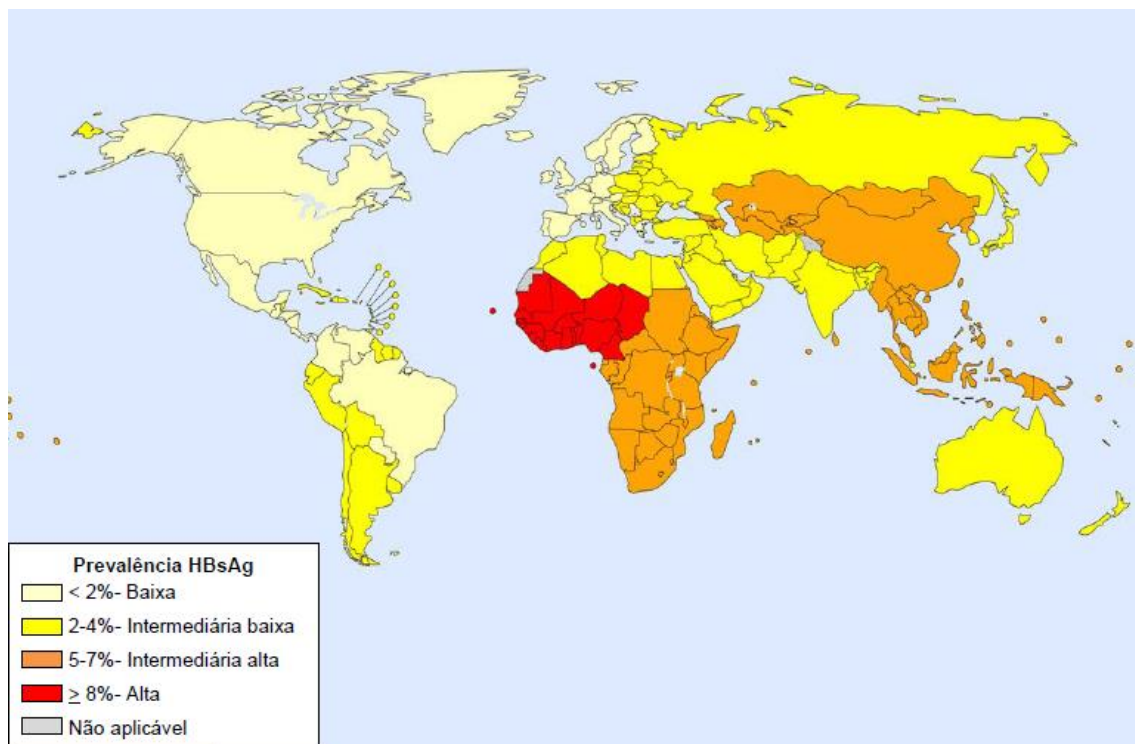 Prevalência HBsAg
< 2%- Baixa
2-4%- Intermediária baixa
5-7%- Intermediária alta
≥ 8%- Alta
Não aplicável